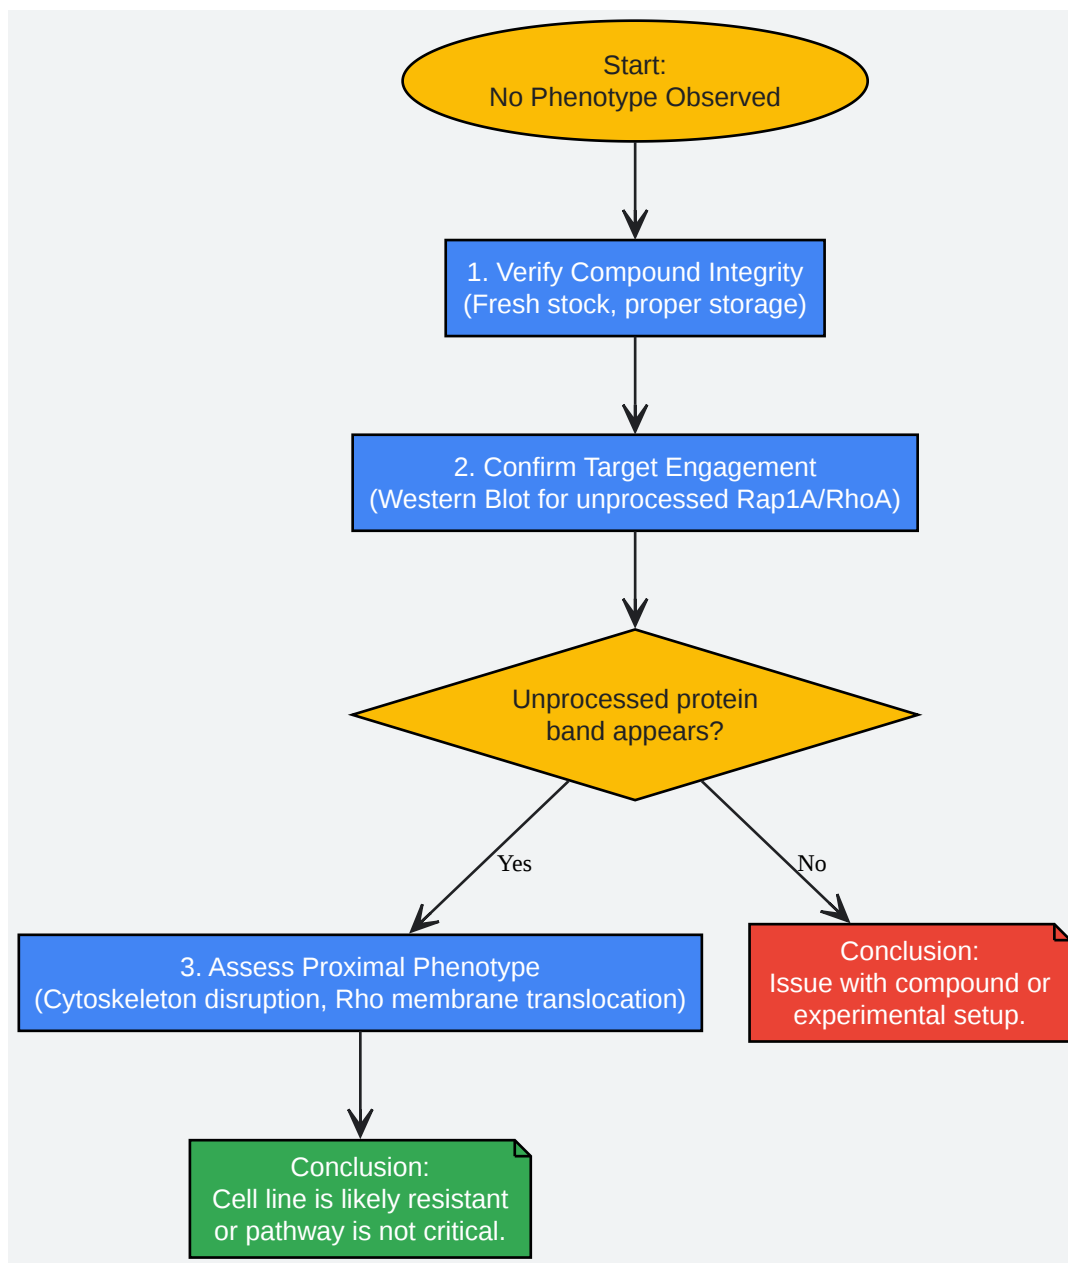 Start:
No Phenotype Observed
1. Verify Compound Integrity
(Fresh stock, proper storage)
2. Confirm Target Engagement
(Western Blot for unprocessed Rap1A/RhoA)
Unprocessed protein
band appears?
Yes
No
3. Assess Proximal Phenotype
(Cytoskeleton disruption, Rho membrane translocation)
Conclusion:
Issue with compound or
experimental setup.
Conclusion:
Cell line is likely resistant
or pathway is not critical.